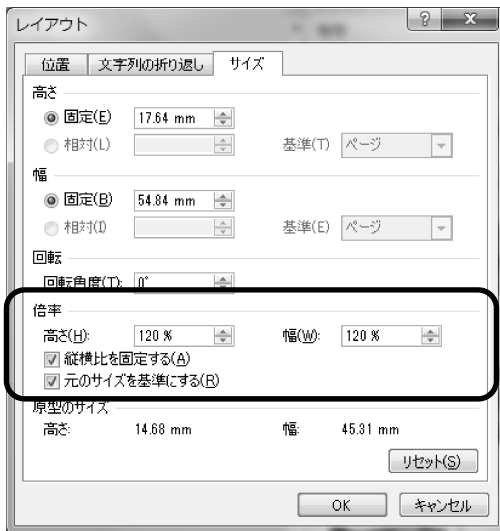 レイアウト
位置 文字列の折り返し サイズ
高さ
固定(E) 17.64 mm
相対(L) 基準(T) ページ
幅
固定(B) 54.84 mm
相対(I) 基準(E) ページ
回転
回転角度(T): 0°
倍率
高さ(H): 120 % 幅(W): 120 %
縦横比を固定する(A)
元のサイズを基準にする(R)
原型のサイズ
高さ: 14.68 mm 幅: 45.31 mm
リセット(S)
OK キャンセル